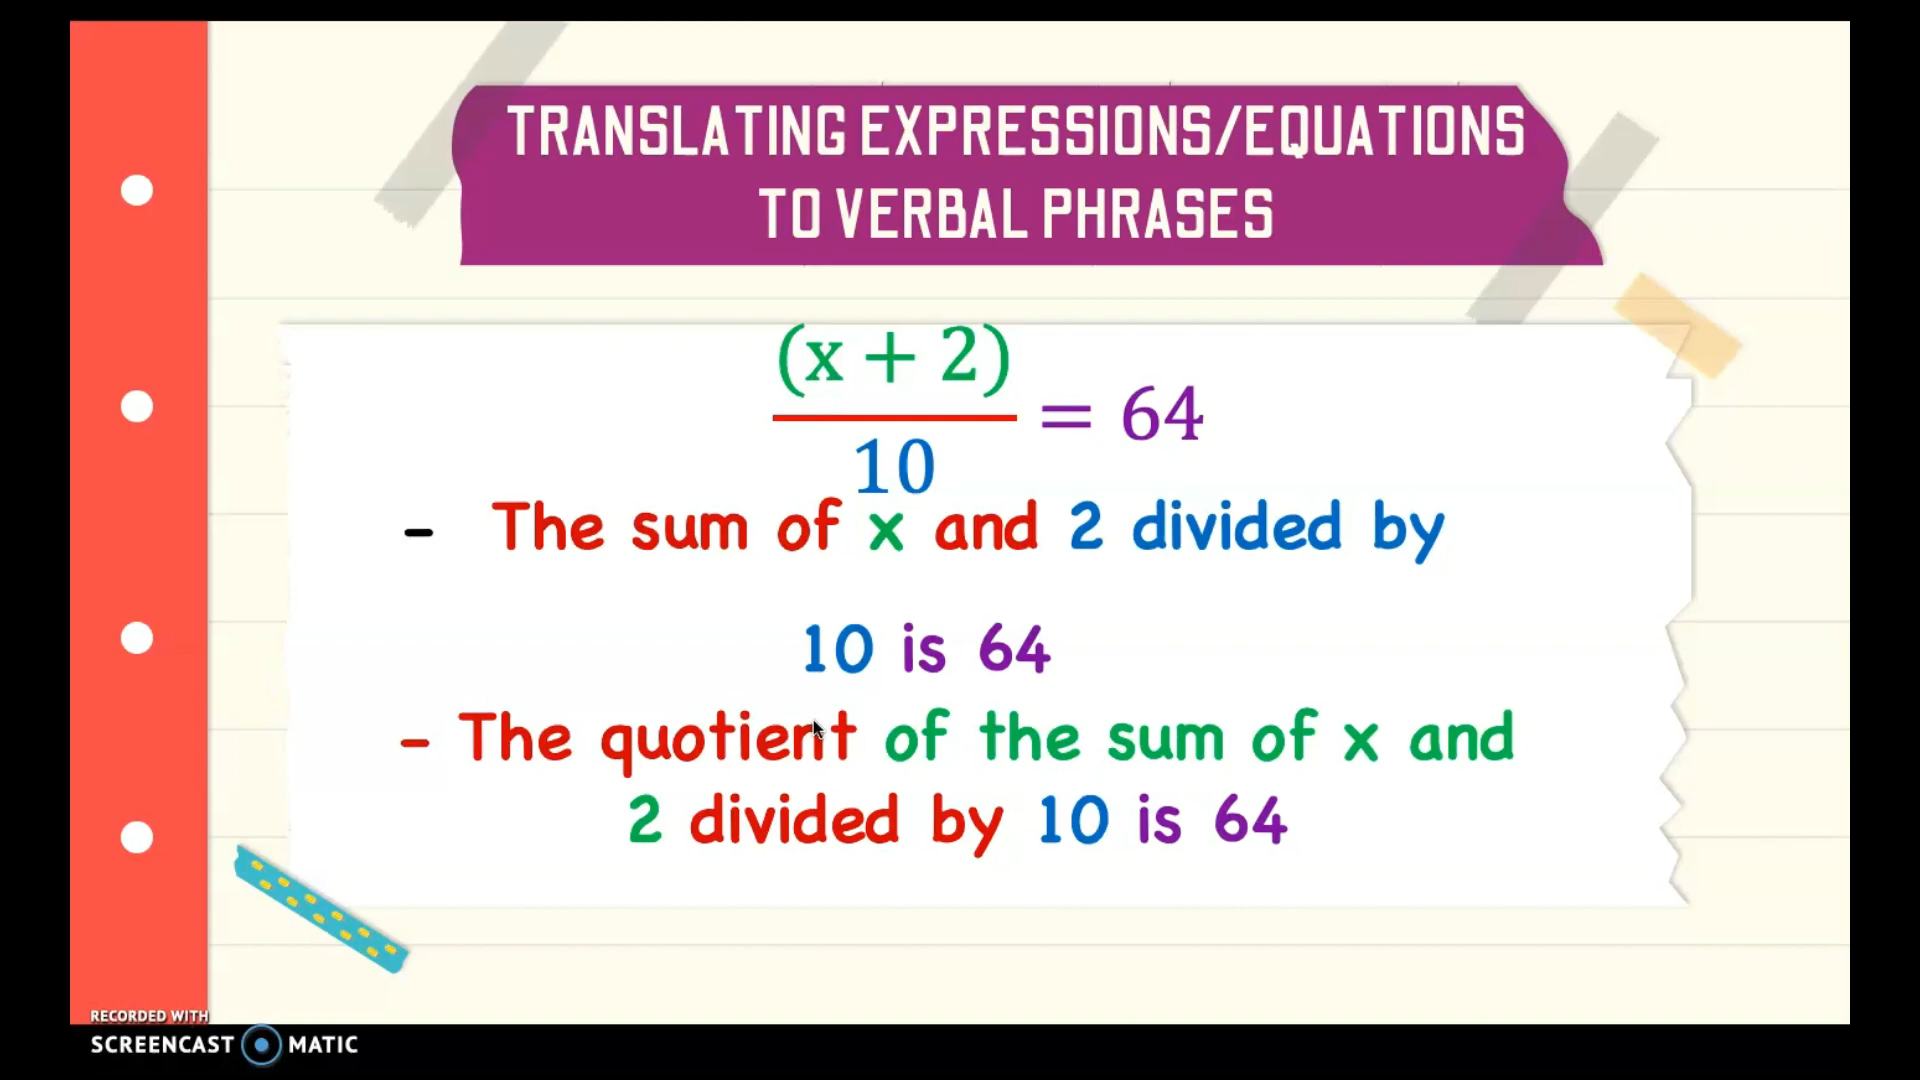 TRANSLATING EXPRESSIONS/EQUATIONS
TO VERBAL PHRASES
(x + 2)
= 64
10
- The sum of x and 2 divided by
10 is 64
- The quotient of the sum of x and
2 divided by 10 is 64
RECORDED WITH
SCREENCAST MATIC